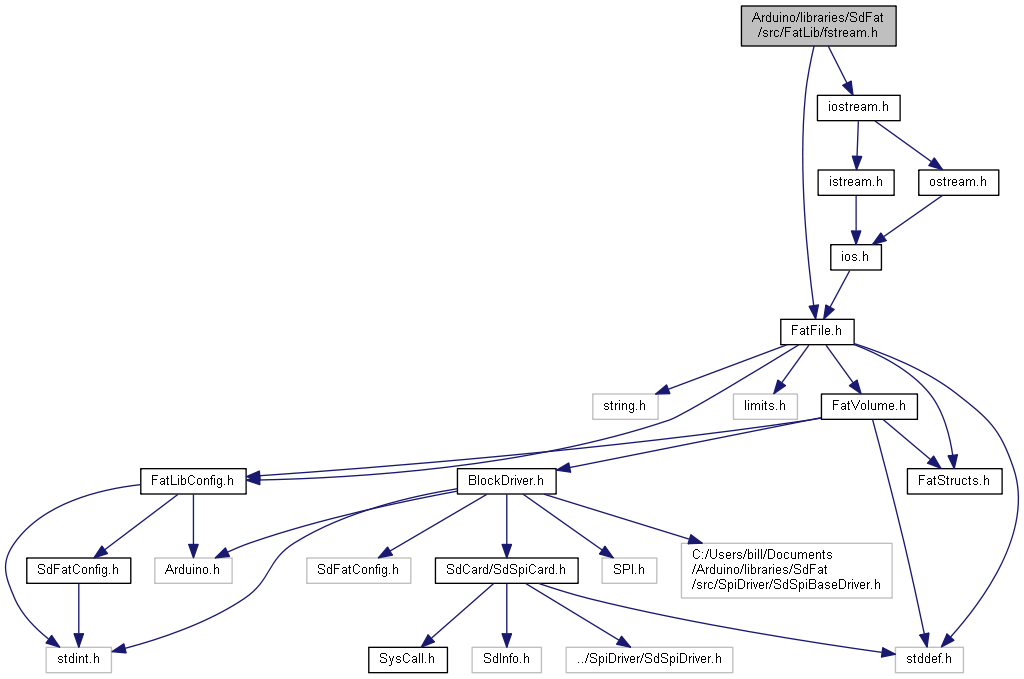 Arduino/libraries/SdFat
/src/FatLib/fstream.h
iostream.h
istream.h
ostream.h
ios.h
FatFile.h
string.h
limits.h
FatVolume.h
FatLibConfig.h
BlockDriver.h
FatStructs.h
SdFatConfig.h
Arduino.h
SdFatConfig.h
SdCard/SdSpiCard.h
SPI.h
C:/Users/bill/Documents
/Arduino/libraries/SdFat
/src/SpiDriver/SdSpiBaseDriver.h
stdint.h
SysCall.h
SdInfo.h
../SpiDriver/SdSpiDriver.h
stddef.h